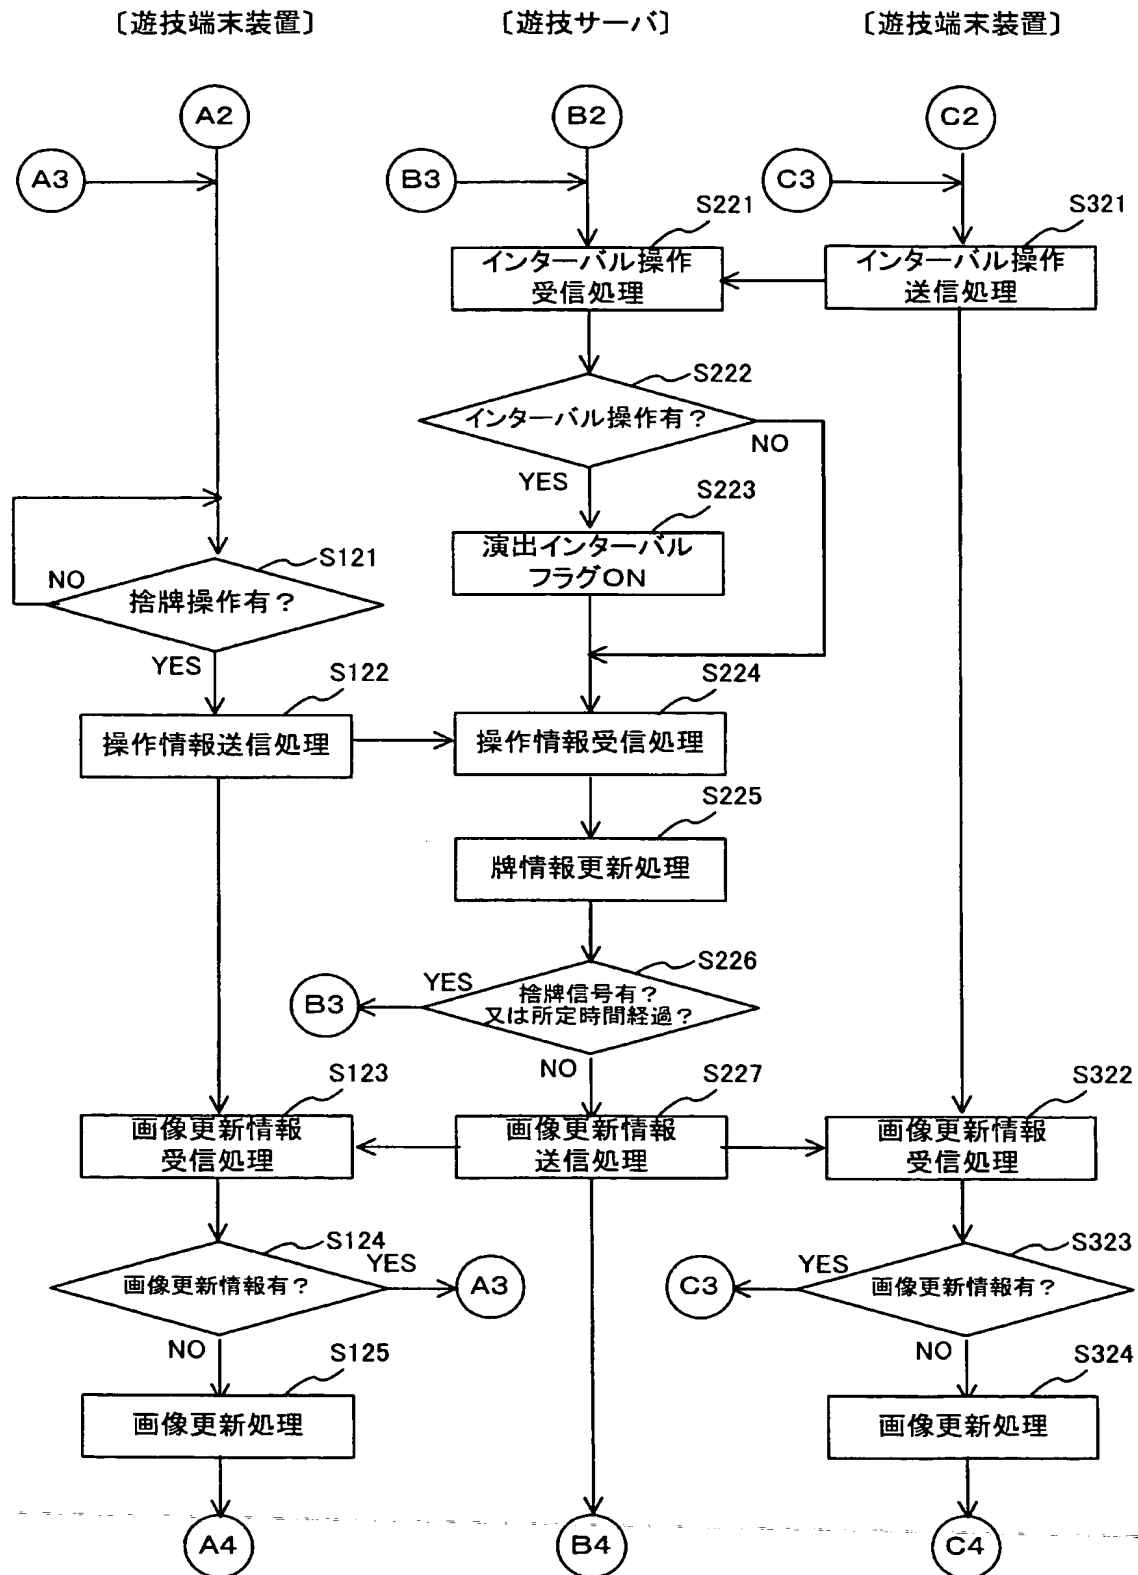 〔遊技端末装置〕
〔遊技サーバ〕
〔遊技端末装置〕
A2
B2
C2
A3
B3
C3
S221
インターバル操作
受信処理
S321
インターバル操作
送信処理
S222
インターバル操作有？
NO
YES
S223
演出インターバル
フラグON
S121
NO
捨牌操作有？
YES
S122
操作情報送信処理
S224
操作情報受信処理
S225
牌情報更新処理
S226
YES
捨牌信号有？
又は所定時間経過？
B3
NO
S123
画像更新情報
受信処理
S227
画像更新情報
送信処理
S322
画像更新情報
受信処理
S124
画像更新情報有？
YES
A3
NO
S323
YES
画像更新情報有？
C3
NO
S125
画像更新処理
S324
画像更新処理
A4
B4
C4